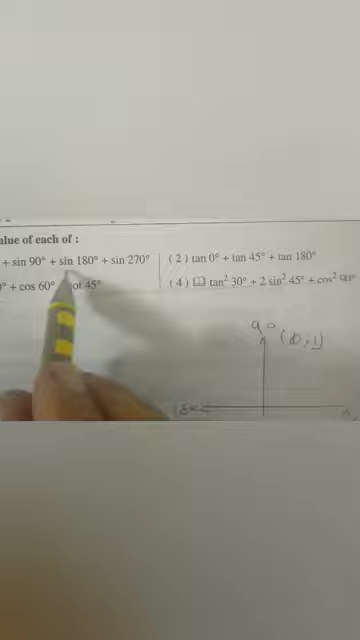 alue of each of :
+ sin 90° + sin 180° + sin 270°
(2) tan 0° + tan 45° + tan 180°
° + cos 60° ot 45°
(4) tan² 30° + 2 sin² 45° + cos² 90°
90
(0,1)
180